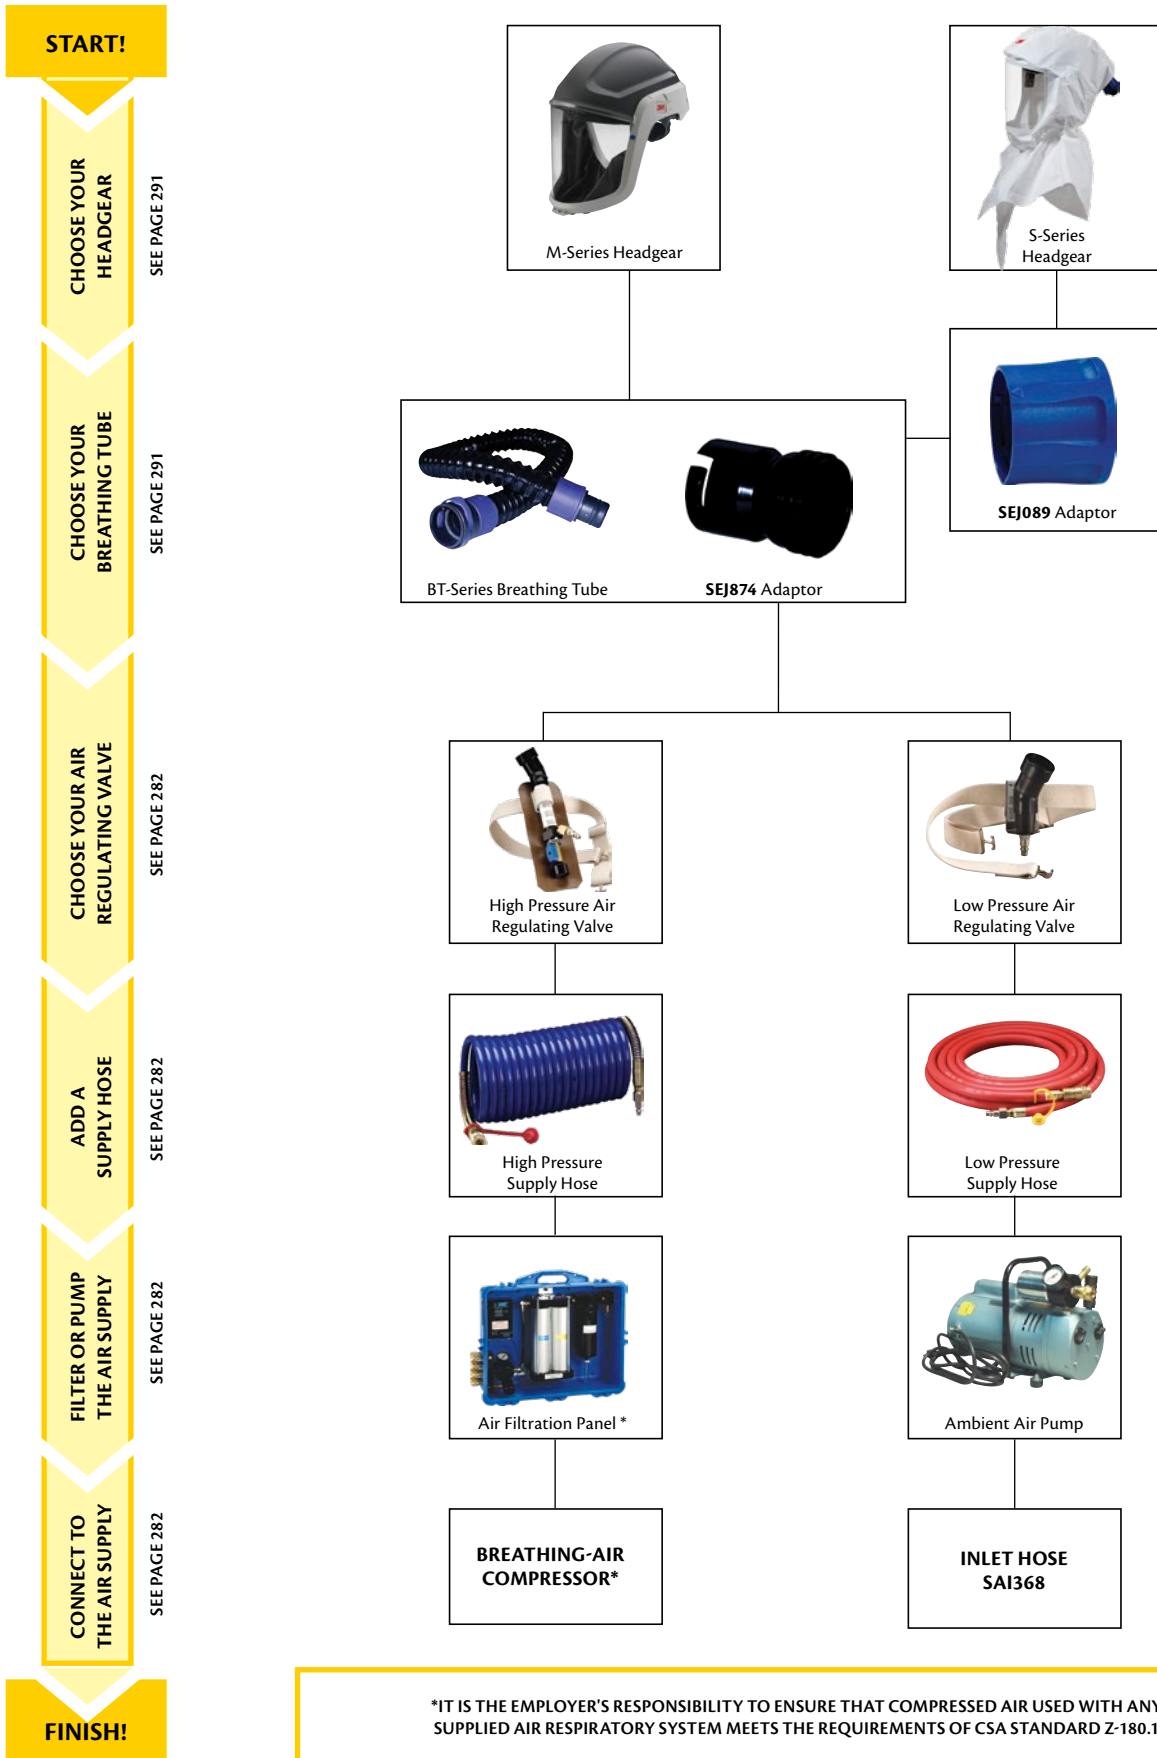 START!
CHOOSE YOUR
HEADGEAR
SEE PAGE 291
M-Series Headgear
S-Series
Headgear
CHOOSE YOUR
BREATHING TUBE
SEE PAGE 291
BT-Series Breathing Tube
SEJ874 Adaptor
SEJ089 Adaptor
CHOOSE YOUR AIR
REGULATING VALVE
SEE PAGE 282
High Pressure Air
Regulating Valve
Low Pressure Air
Regulating Valve
ADD A
SUPPLY HOSE
SEE PAGE 282
High Pressure
Supply Hose
Low Pressure
Supply Hose
FILTER OR PUMP
THE AIR SUPPLY
SEE PAGE 282
Air Filtration Panel *
Ambient Air Pump
CONNECT TO
THE AIR SUPPLY
SEE PAGE 282
BREATHING-AIR
COMPRESSOR*
INLET HOSE
SAI368
FINISH!
*IT IS THE EMPLOYER'S RESPONSIBILITY TO ENSURE THAT COMPRESSED AIR USED WITH ANY
SUPPLIED AIR RESPIRATORY SYSTEM MEETS THE REQUIREMENTS OF CSA STANDARD Z-180.1